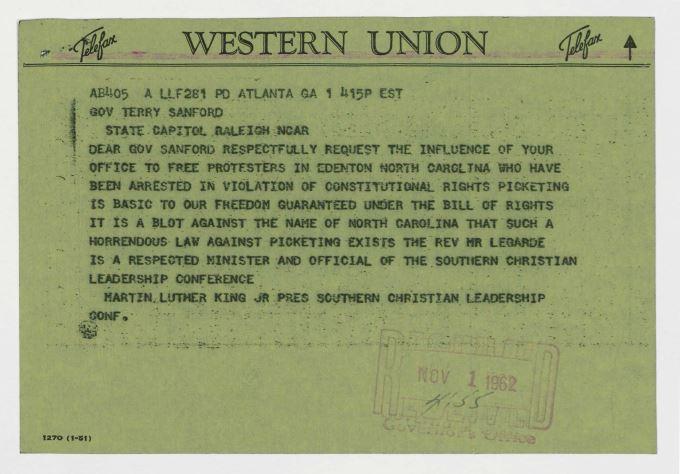 Telefax WESTERN UNION Telefax
AB405 A LLF281 PD ATLANTA GA 1 415P EST
GOV TERRY SANFORD
STATE CAPITOL RALEIGH NCAR
DEAR GOV SANFORD RESPECTFULLY REQUEST THE INFLUENCE OF YOUR
OFFICE TO FREE PROTESTERS IN EDENTON NORTH CAROLINA WHO HAVE
BEEN ARRESTED IN VIOLATION OF CONSTITUTIONAL RIGHTS PICKETING
IS BASIC TO OUR FREEDOM GUARANTEED UNDER THE BILL OF RIGHTS
IT IS A BLOT AGAINST THE NAME OF NORTH CAROLINA THAT SUCH A
HORRENDOUS LAW AGAINST PICKETING EXISTS THE REV MR LEGARDE
IS A RESPECTED MINISTER AND OFFICIAL OF THE SOUTHERN CHRISTIAN
LEADERSHIP CONFERENCE
MARTIN LUTHER KING JR PRES SOUTHERN CHRISTIAN LEADERSHIP
CONF.
NOV 1 1962
Governor's Office
1270 (1-51)